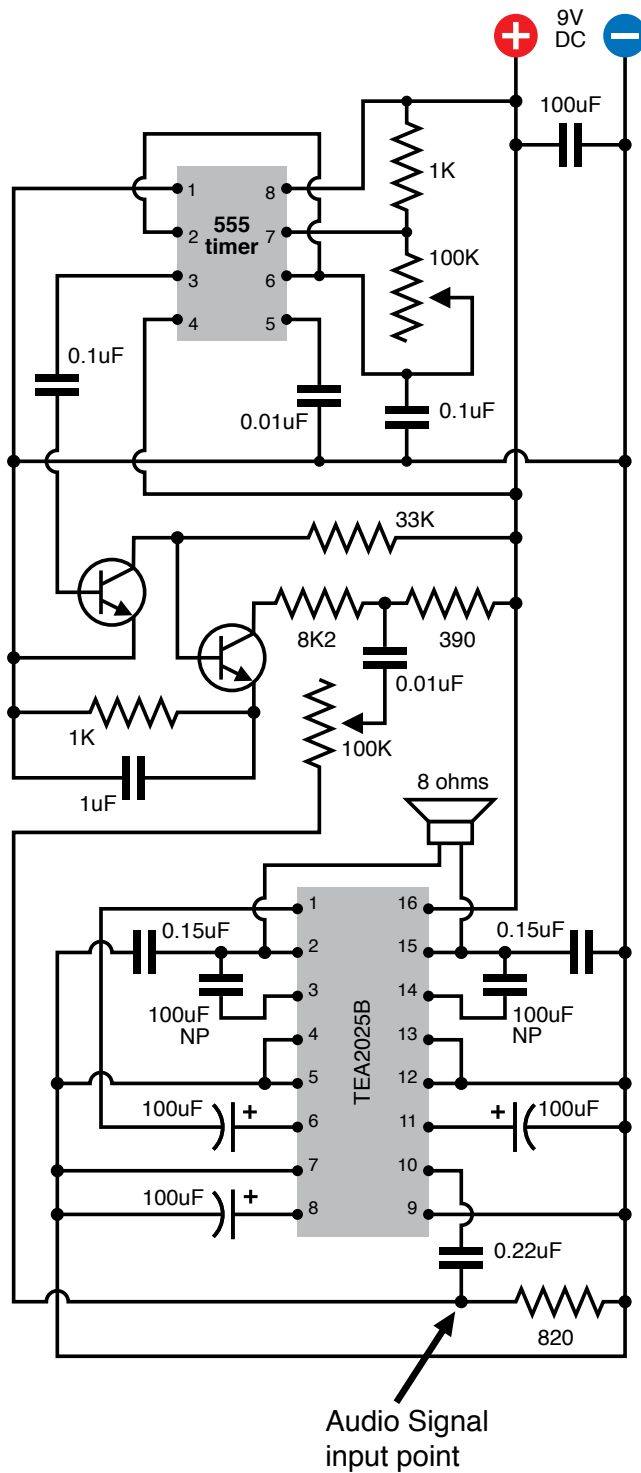 9V
DC
100uF
1
2
3
4
555
timer
8
7
6
5
1K
100K
0.1uF
0.01uF
0.1uF
33K
8K2
390
0.01uF
1K
100K
1uF
8 ohms
1
2
3
4
5
6
7
8
TEA2025B
16
15
14
13
12
11
10
9
0.15uF
0.15uF
100uF
NP
100uF
NP
100uF
+
+
100uF
100uF
+
0.22uF
820
Audio Signal
input point